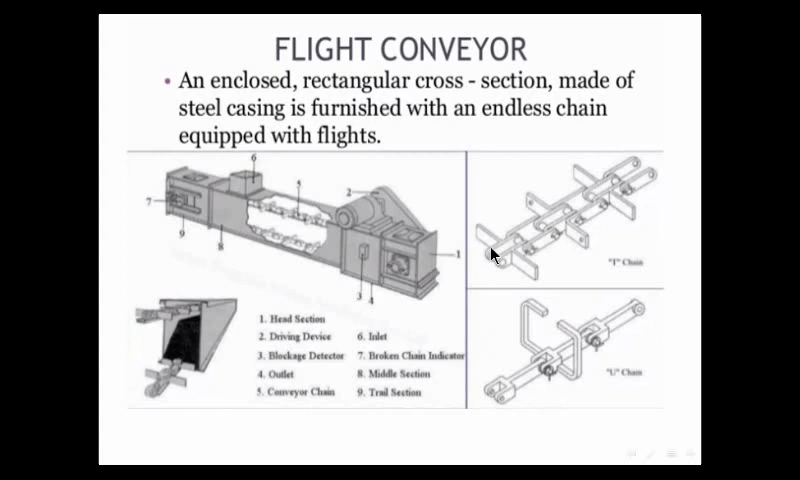 FLIGHT CONVEYOR
• An enclosed, rectangular cross - section, made of
steel casing is furnished with an endless chain
equipped with flights.
6
5
2
7
9
8
1
3
4
"T" Chain
1. Head Section
2. Driving Device
3. Blockage Detector
4. Outlet
5. Conveyor Chain
6. Inlet
7. Broken Chain Indicator
8. Middle Section
9. Trail Section
"U" Chain